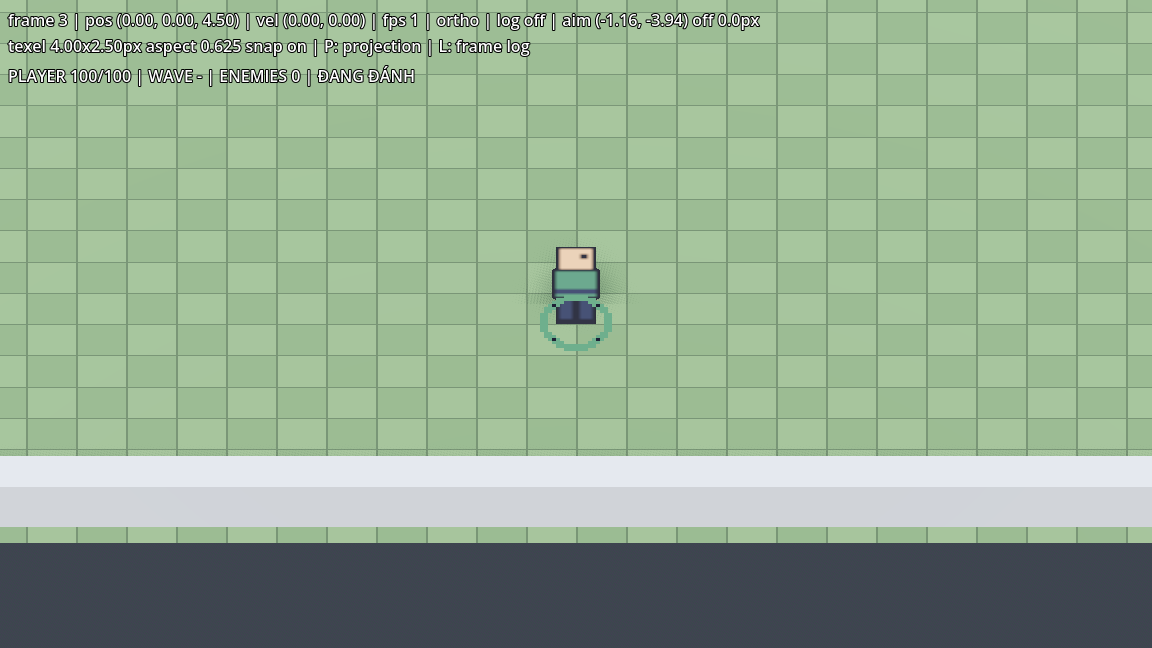 frame 3 | pos (0.00, 0.00, 4.50) | vel (0.00, 0.00) | fps 1 | ortho | log off | aim (-1.16, -3.94) off 0.0px
texel 4.00x2.50px aspect 0.625 snap on | P: projection | L: frame log
PLAYER 100/100 | WAVE - | ENEMIES 0 | ĐANG ĐÁNH